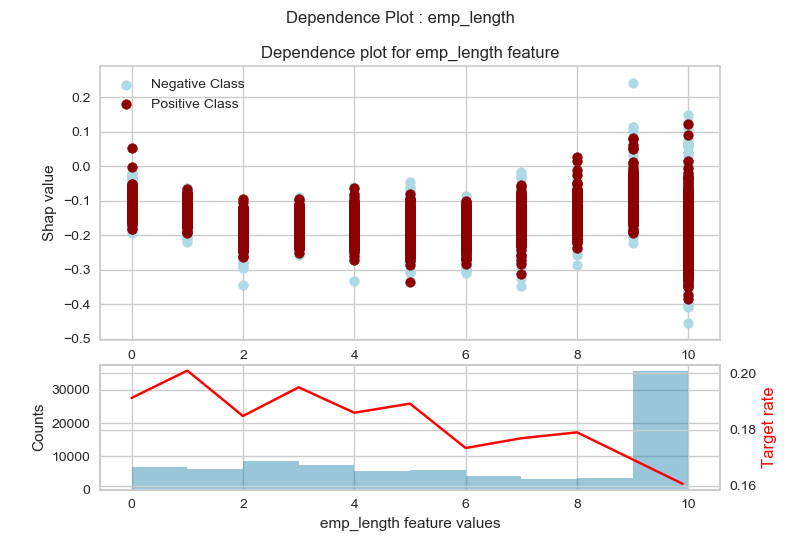 Dependence Plot : emp_length
Dependence plot for emp_length feature
Negative Class
Positive Class
0.2
0.1
0.0
−0.1
−0.2
−0.3
−0.4
−0.5
Shap value
0 2 4 6 8 10
30000
20000
10000
0
Counts
0.20
0.18
0.16
Target rate
0 2 4 6 8 10
emp_length feature values